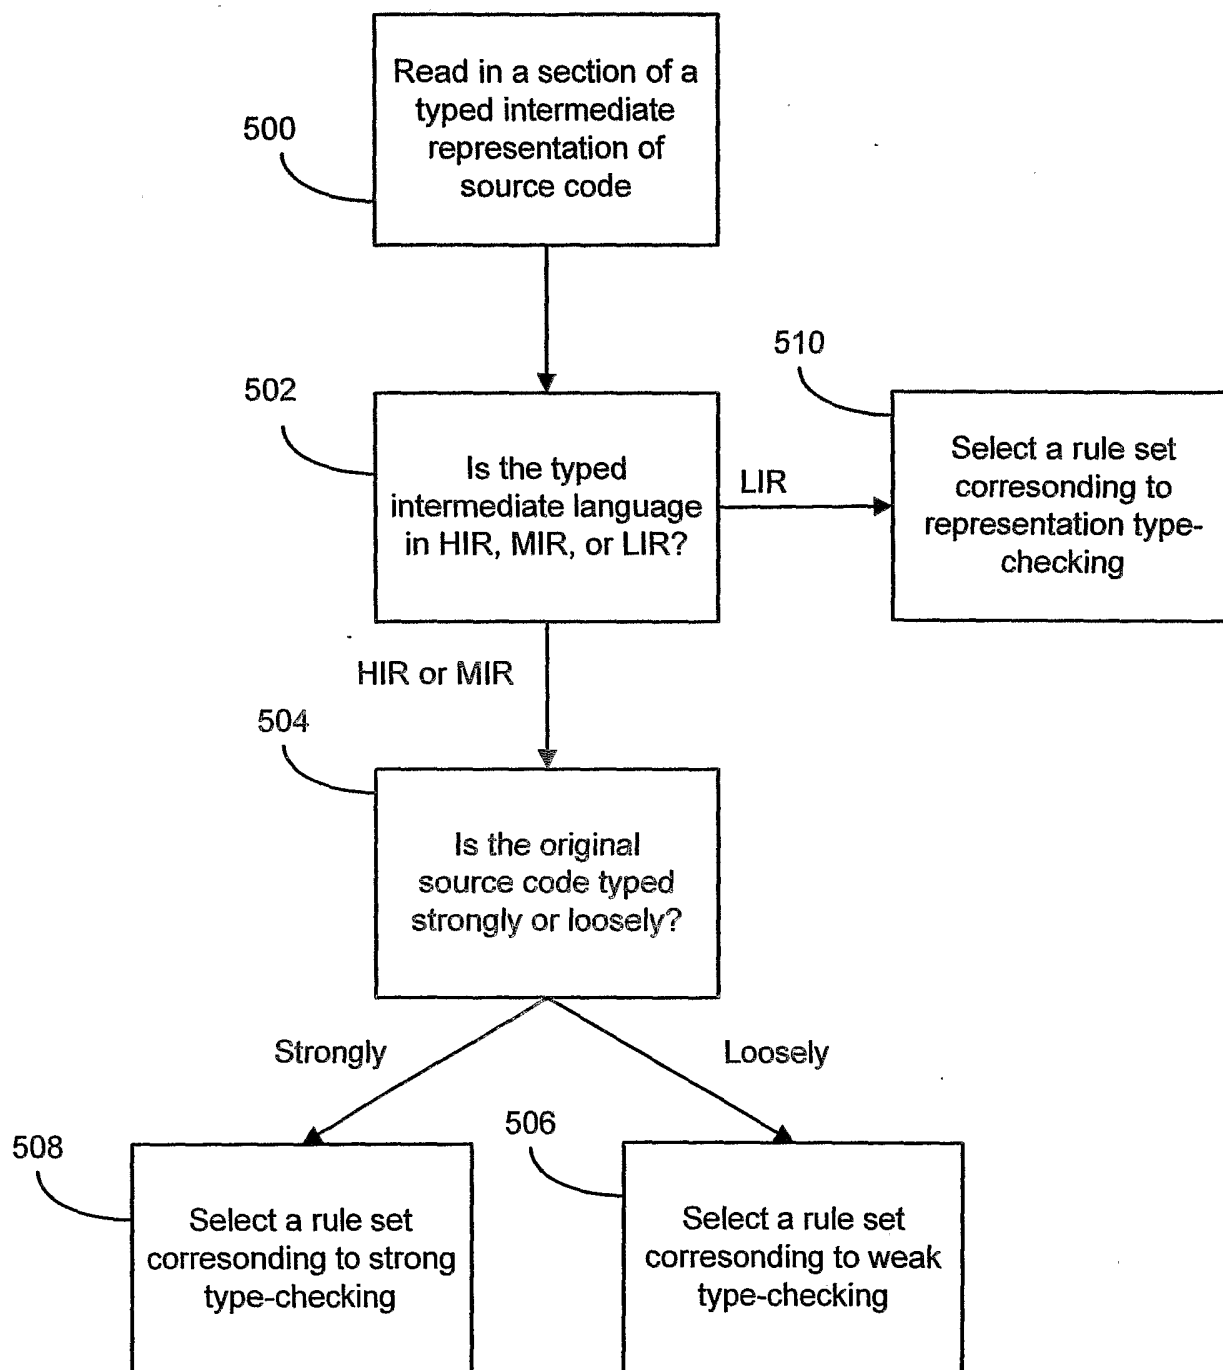 Read in a section of a
typed intermediate
representation of
source code
500
510
502
Is the typed
intermediate language
in HIR, MIR, or LIR?
LIR
Select a rule set
corresonding to
representation type-
checking
HIR or MIR
504
Is the original
source code typed
strongly or loosely?
Strongly
Loosely
508
506
Select a rule set
corresonding to strong
type-checking
Select a rule set
corresonding to weak
type-checking